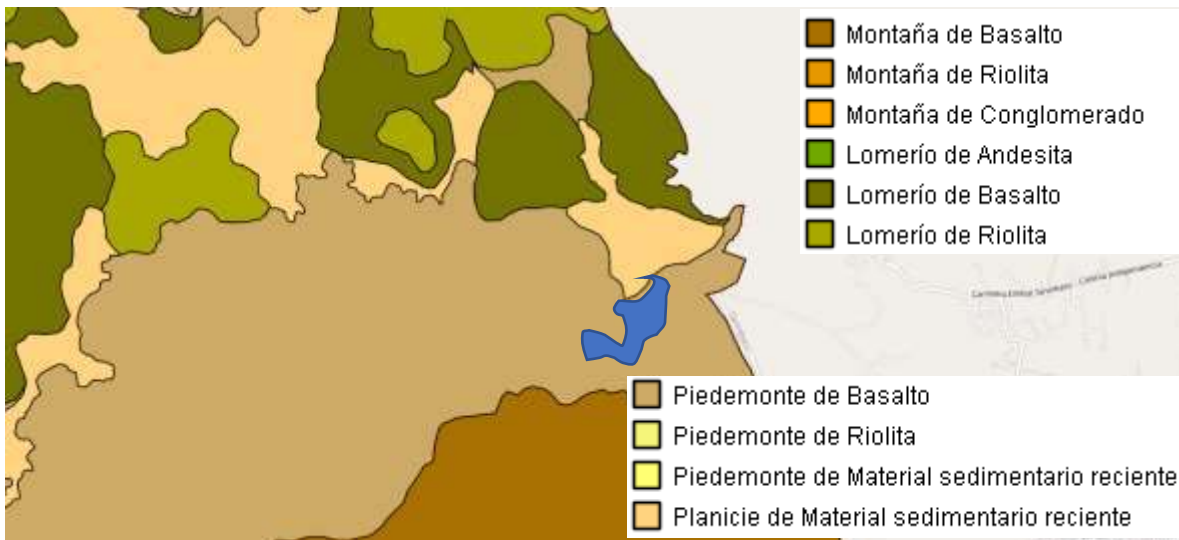 Montaña de Basalto
Montaña de Riolita
Montaña de Conglomerado
Lomerío de Andesita
Lomerío de Basalto
Lomerío de Riolita
Piedemonte de Basalto
Piedemonte de Riolita
Piedemonte de Material sedimentario reciente
Planicie de Material sedimentario reciente